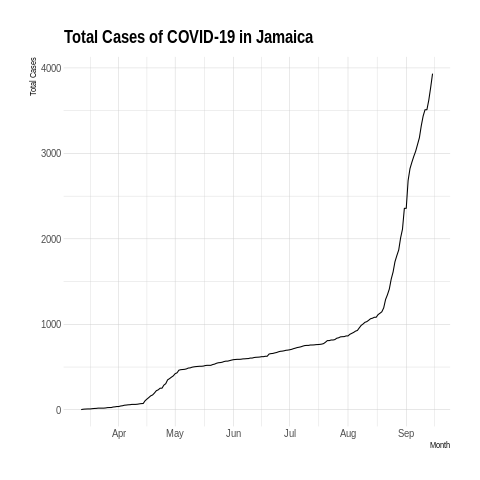 Total Cases of COVID-19 in Jamaica
Total Cases
4000
3000
2000
1000
0
Apr May Jun Jul Aug Sep
Month